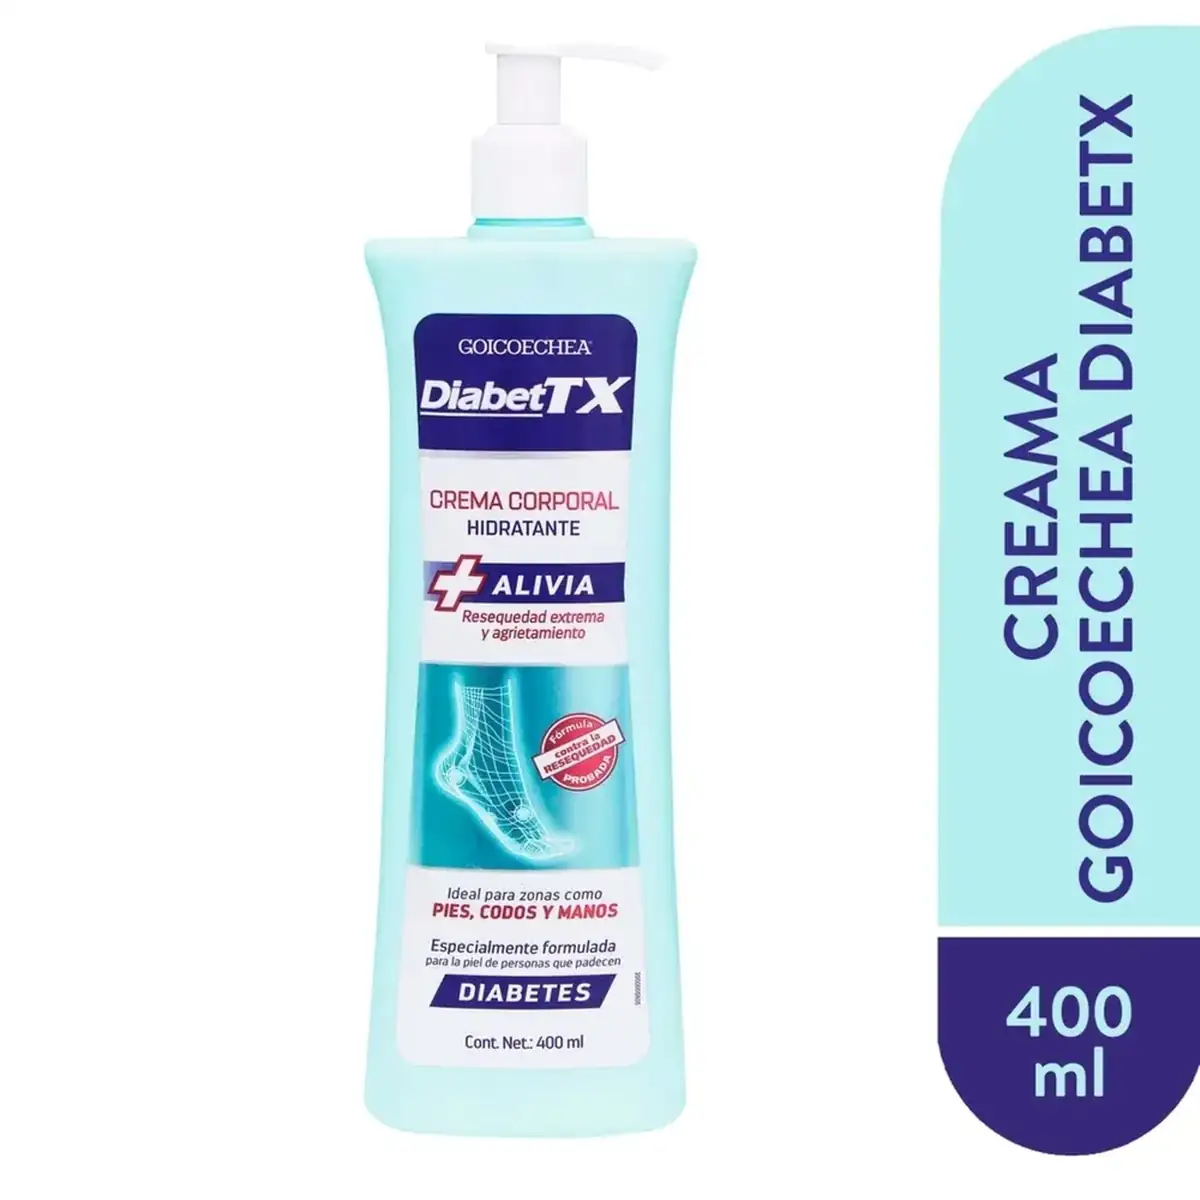 GOICOECHEA®
DiabetTX
CREMA CORPORAL
HIDRATANTE
ALIVIA
Resequedad extrema
y agrietamiento
Fórmula
contra la
RESEQUEDAD
PROBADA
Ideal para zonas como
PIES, CODOS Y MANOS
Especialmente formulada
para la piel de personas que padecen
DIABETES
Cont. Net.: 400 ml
CREAMA
GOICOECHEA DIABETX
400
ml